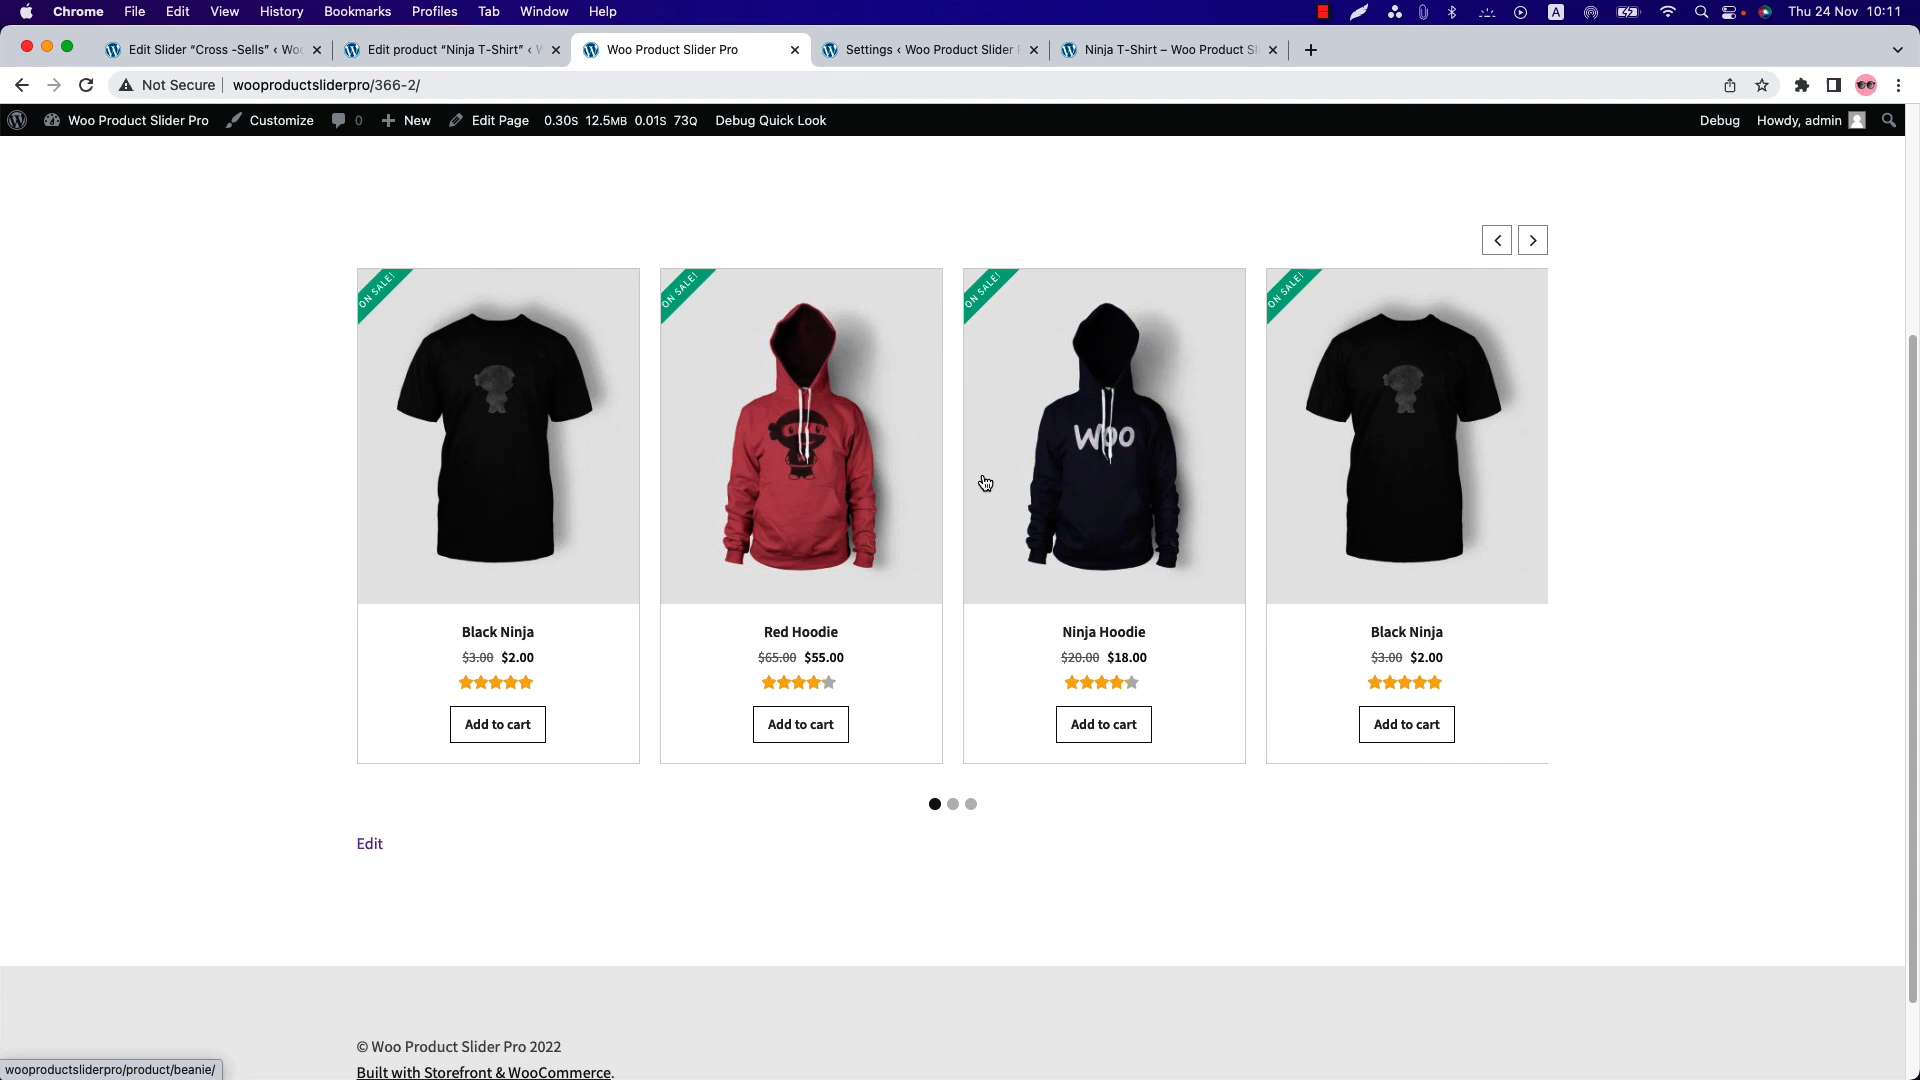 Chrome File Edit View History Bookmarks Profiles Tab Window Help A Thu 24 Nov 10:11
Edit Slider “Cross -Sells” ‹ Woo Edit product “Ninja T-Shirt” ‹ W Woo Product Slider Pro Settings ‹ Woo Product Slider P Ninja T-Shirt – Woo Product Sl
Not Secure wooproductsliderpro/366-2/
Woo Product Slider Pro Customize 0 New Edit Page 0.30S 12.5MB 0.01S 73Q Debug Quick Look Debug Howdy, admin
ON SALE! ON SALE! ON SALE! ON SALE!
Woo
Black Ninja Red Hoodie Ninja Hoodie Black Ninja
$3.00 $2.00 $65.00 $55.00 $20.00 $18.00 $3.00 $2.00
Add to cart Add to cart Add to cart Add to cart
Edit
© Woo Product Slider Pro 2022
Built with Storefront & WooCommerce.
wooproductsliderpro/product/beanie/